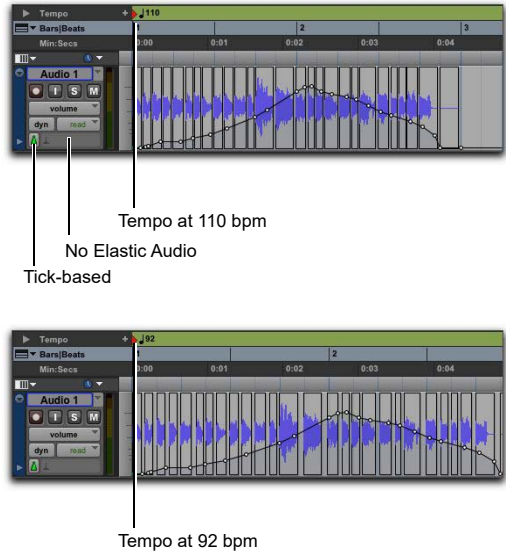 Tempo + 110
Bars|Beats 1 2 3
Min:Secs 0:00 0:01 0:02 0:03 0:04
Audio 1
I S M
volume
dyn read
Tempo at 110 bpm
No Elastic Audio
Tick-based
Tempo + 92
Bars|Beats 1 2
Min:Secs 0:00 0:01 0:02 0:03 0:04
Audio 1
I S M
volume
dyn read
Tempo at 92 bpm